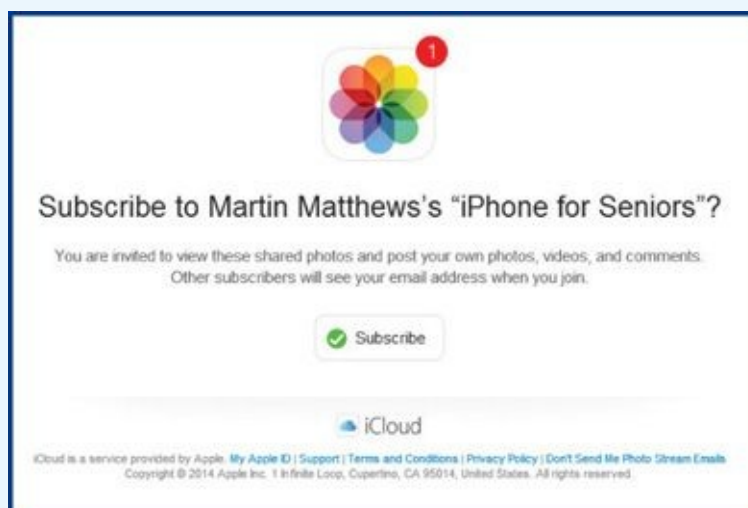 1
Subscribe to Martin Matthews's “iPhone for Seniors”?
You are invited to view these shared photos and post your own photos, videos, and comments.
Other subscribers will see your email address when you join.
Subscribe
iCloud
iCloud is a service provided by Apple. My Apple ID | Support | Terms and Conditions | Privacy Policy | Don't Send Me Photo Stream Emails
Copyright © 2014 Apple Inc. 1 Infinite Loop, Cupertino, CA 95014, United States. All rights reserved.